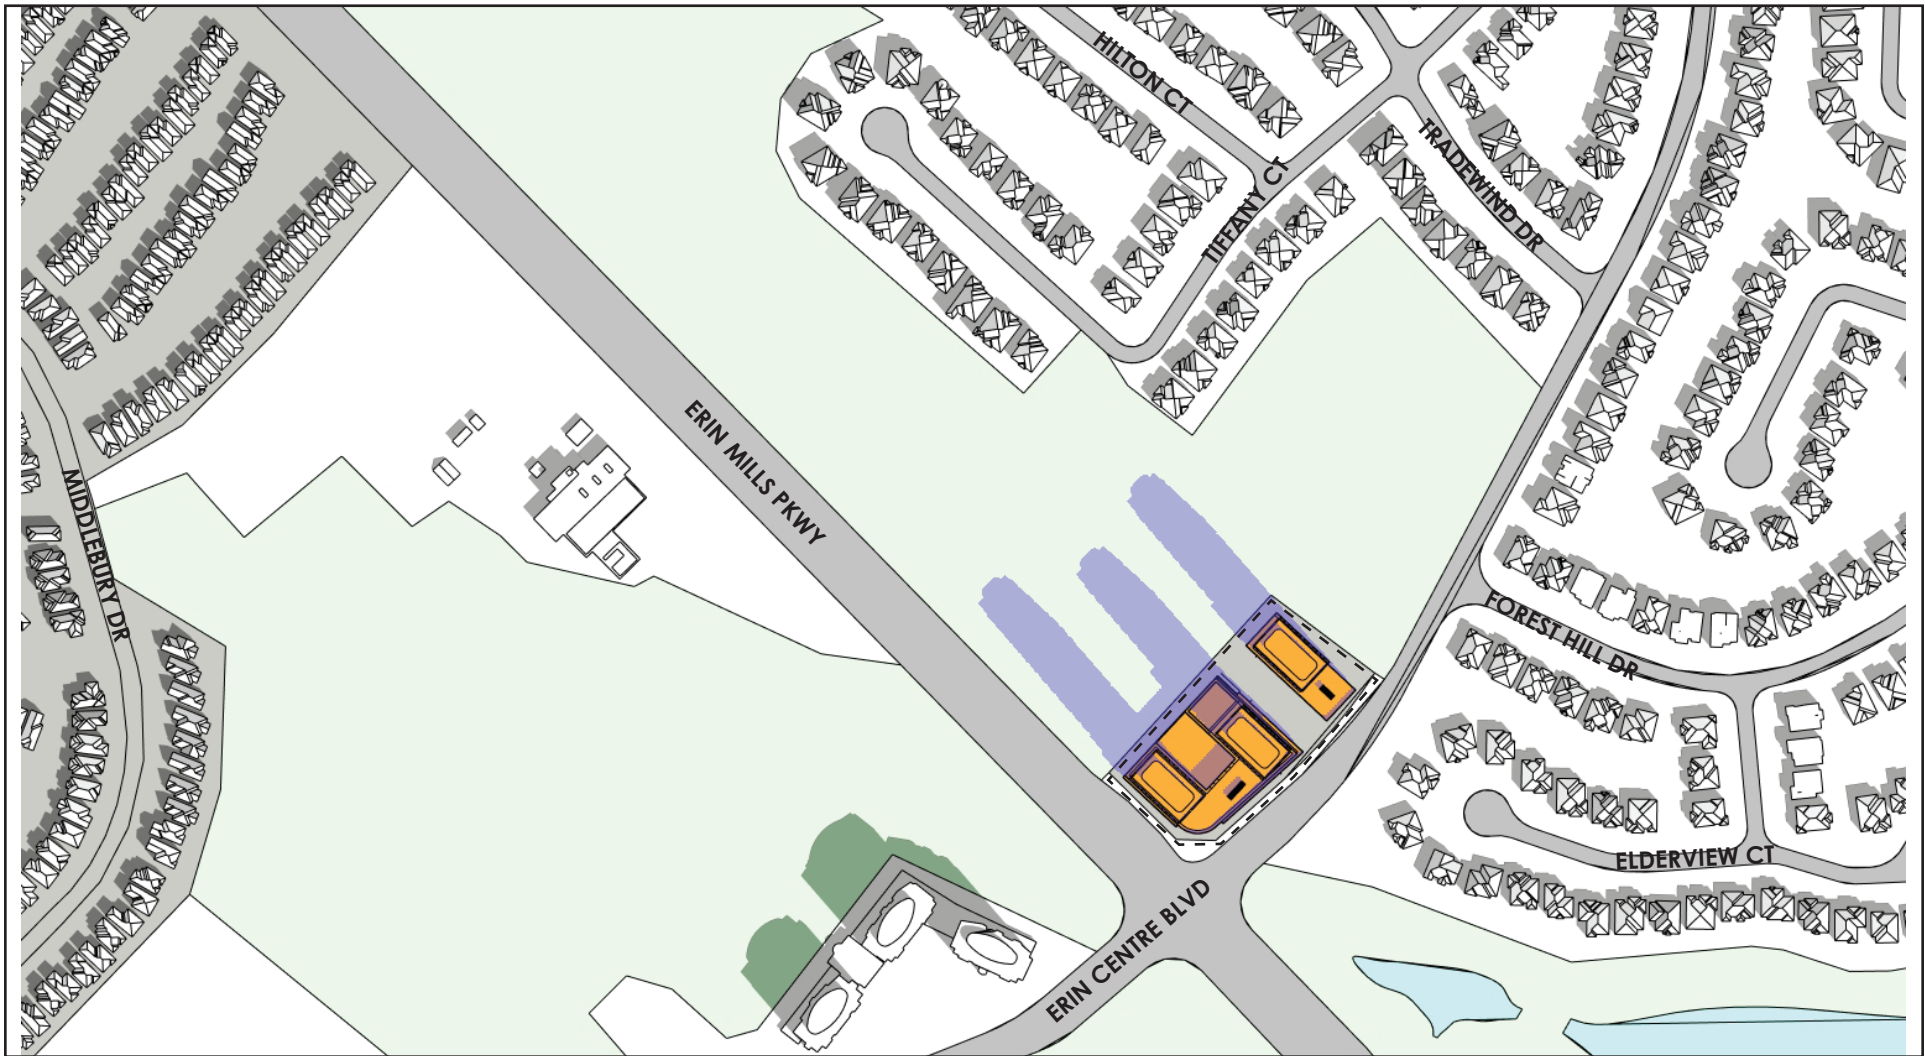 HILTON CT
TRADEWIND DR
TIFFANY CT
ERIN MILLS PKWY
MIDDLEBURY DR
FOREST HILL DR
ELDERVIEW CT
ERIN CENTRE BLVD